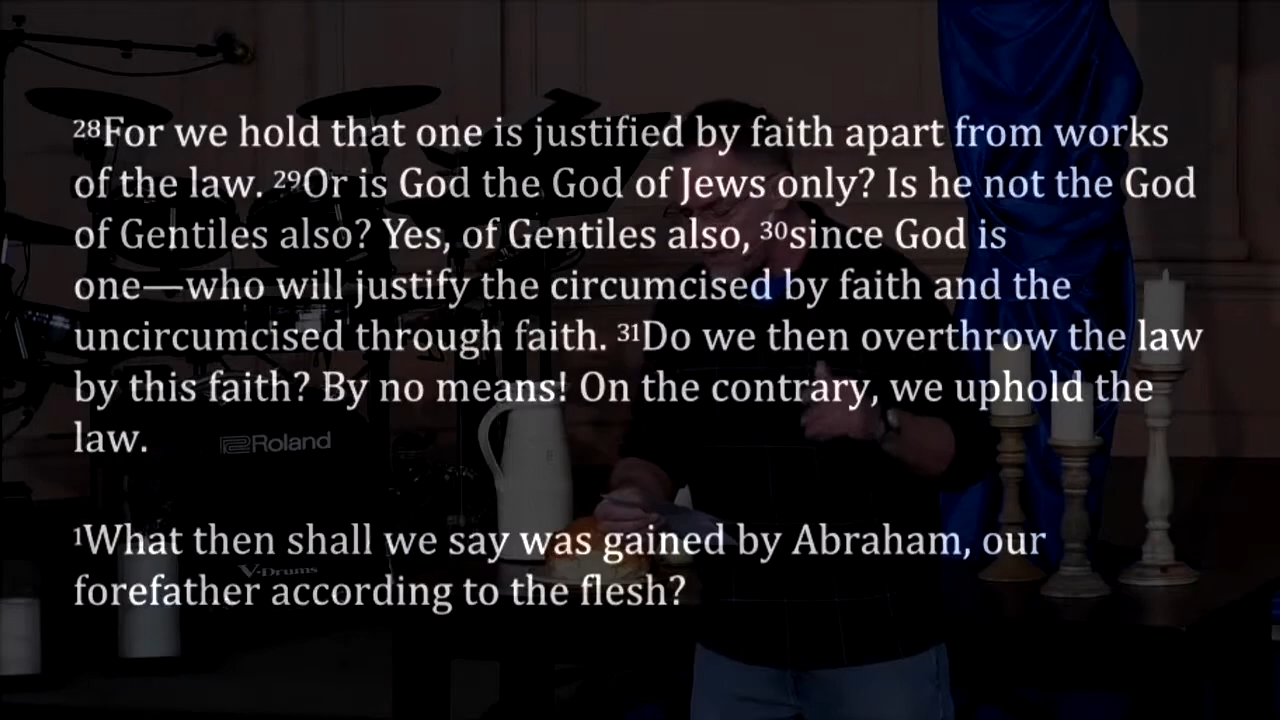 ²⁸For we hold that one is justified by faith apart from works
of the law. ²⁹Or is God the God of Jews only? Is he not the God
of Gentiles also? Yes, of Gentiles also, ³⁰since God is
one—who will justify the circumcised by faith and the
uncircumcised through faith. ³¹Do we then overthrow the law
by this faith? By no means! On the contrary, we uphold the
law.
Roland
¹What then shall we say was gained by Abraham, our
V-Drums
forefather according to the flesh?